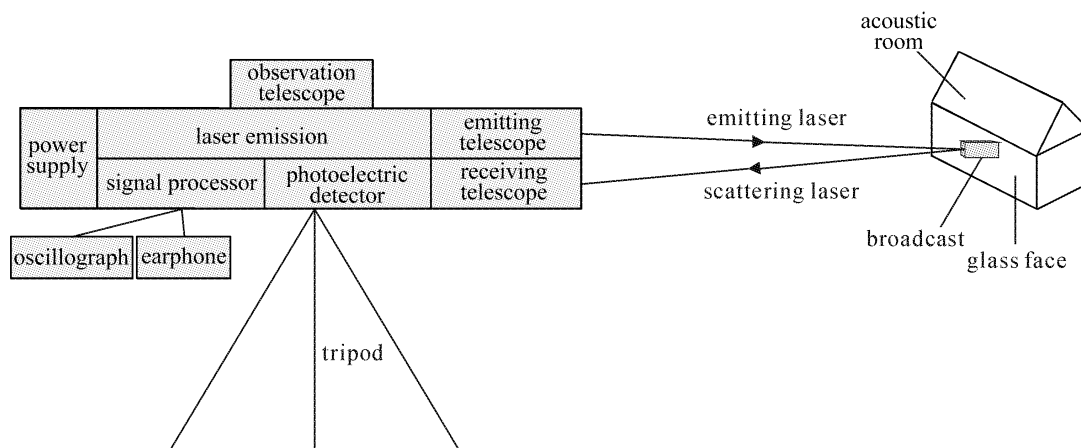 acoustic
room
observation
telescope
power
supply
laser emission
emitting
telescope
emitting laser
signal processor
photoelectric
detector
receiving
telescope
scattering laser
broadcast
glass face
oscillograph
earphone
tripod